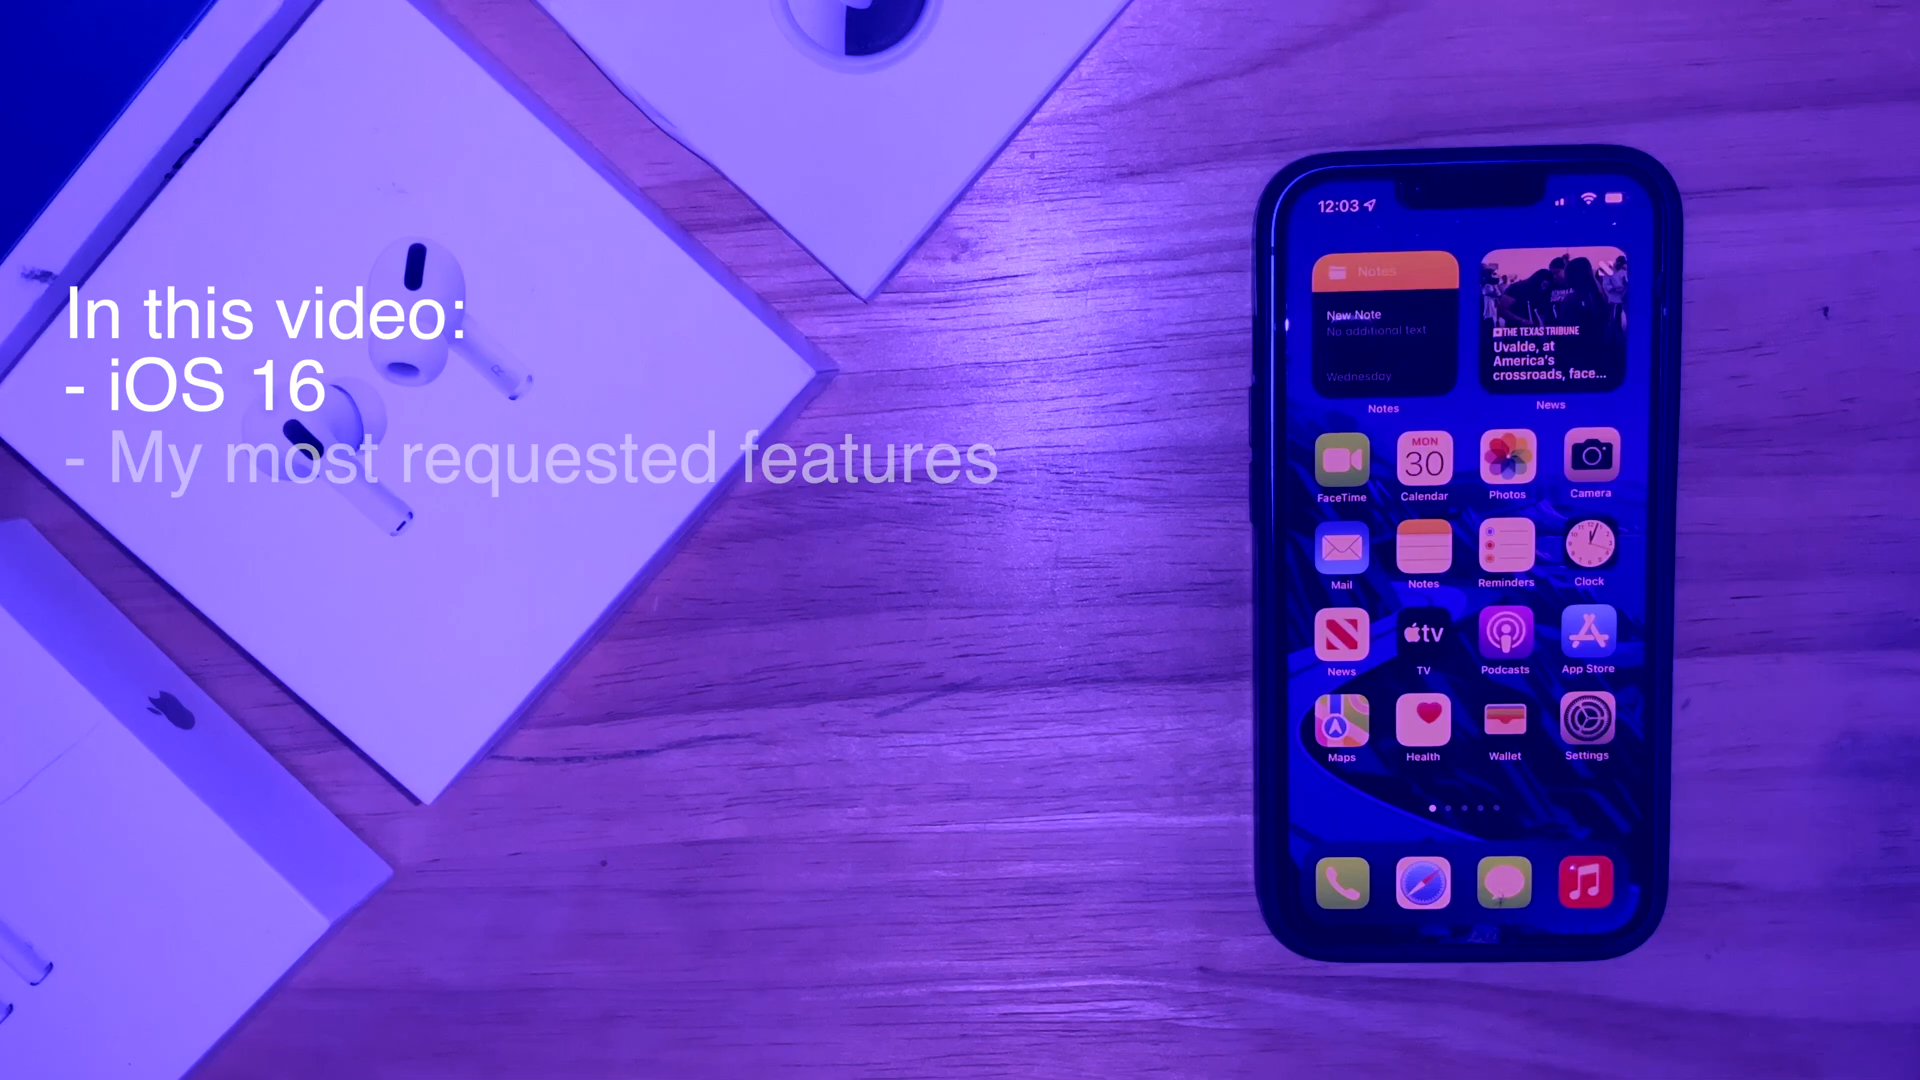 In this video:
- iOS 16
- My most requested features
12:03
Notes
New Note
No additional text
Wednesday
Notes
THE TEXAS TRIBUNE
Uvalde, at
America's
crossroads, face...
News
FaceTime
MON
30
Calendar
Photos
Camera
Mail
Notes
Reminders
Clock
News
tv
TV
Podcasts
App Store
Maps
Health
Wallet
Settings